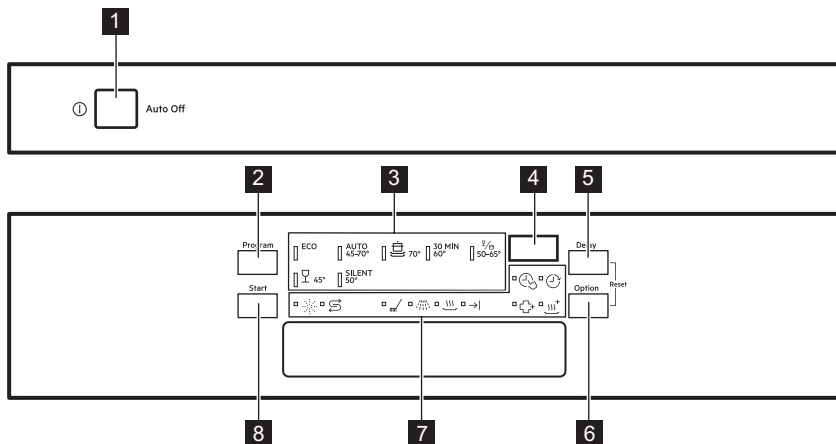 1
Auto Off
2
3
4
5
Program
ECO
AUTO
45-70°
70°
30 MIN
60°
50-65°
Delay
45°
SILENT
50°
Start
Option
Reset
8
7
6